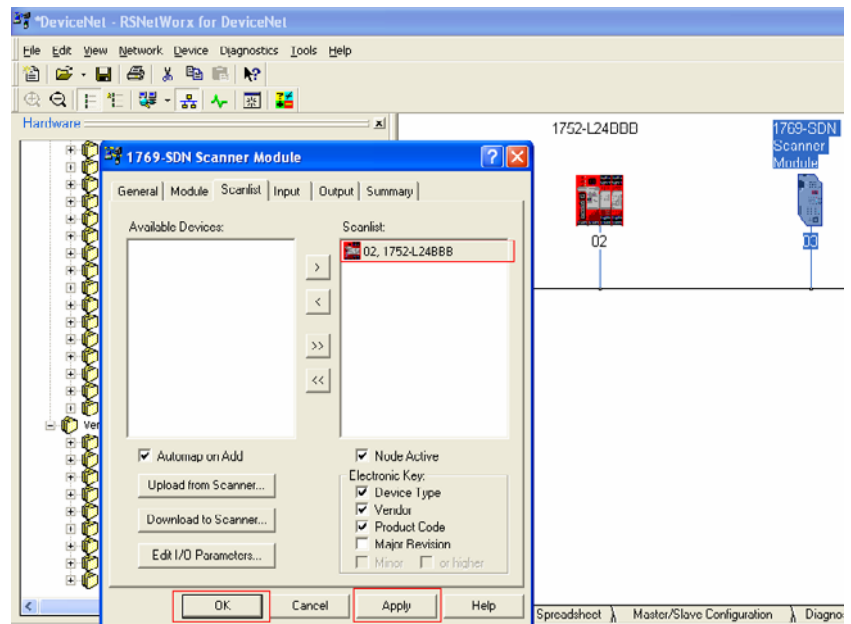 *DeviceNet - RSNetWorx for DeviceNet
File Edit View Network Device Diagnostics Tools Help
Hardware
1752-L24BBB
1769-SDN
Scanner
Module
02
00
1769-SDN Scanner Module
General Module Scanlist Input Output Summary
Available Devices:
Scanlist:
02, 1752-L24BBB
>
<
>>
<<
Automap on Add
Node Active
Upload from Scanner...
Download to Scanner...
Edit I/O Parameters...
Electronic Key:
Device Type
Vendor
Product Code
Major Revision
Minor or higher
OK Cancel Apply Help
Ver
Spreadsheet Master/Slave Configuration Diagno